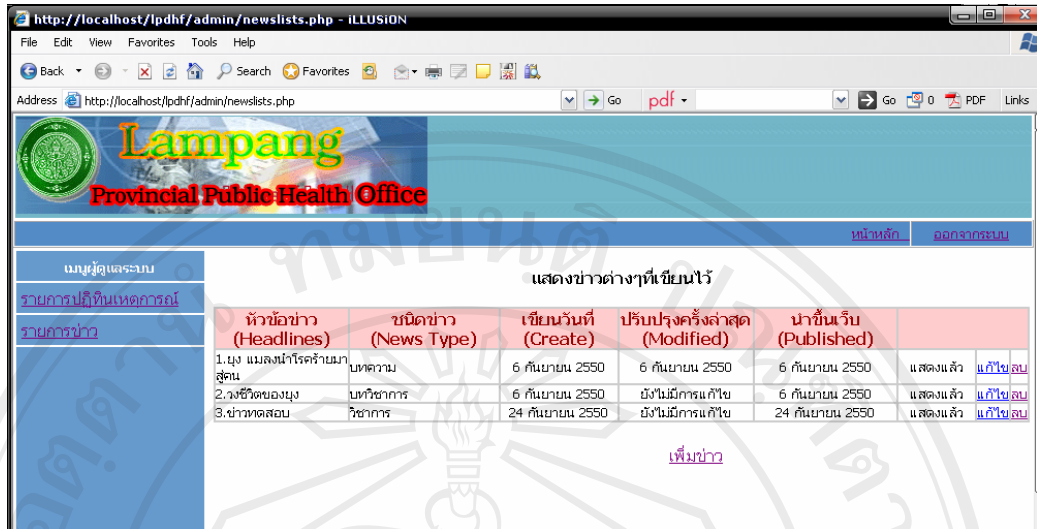 http://localhost/lpdhf/admin/newslists.php - iLLUSiON
File Edit View Favorites Tools Help
Back Search Favorites
Address http://localhost/lpdhf/admin/newslists.php Go pdf Go 0 PDF Links
Lampang
Provincial Public Health Office
หน้าหลัก ออกจากระบบ
เมนูผู้ดูแลระบบ
รายการปฏิทินเหตุการณ์
รายการข่าว
แสดงข่าวต่างๆที่เขียนไว้
หัวข้อข่าว ชนิดข่าว เขียนวันที่ ปรับปรุงครั้งล่าสุด นำขึ้นเว็บ
(Headlines) (News Type) (Create) (Modified) (Published)
1.ยุง แมลงนำโรคร้ายมา
สู่คน บทความ 6 กันยายน 2550 6 กันยายน 2550 6 กันยายน 2550 แสดงแล้ว แก้ไข ลบ
2.วงชีวิตของยุง บทวิชาการ 6 กันยายน 2550 ยังไม่มีการแก้ไข 6 กันยายน 2550 แสดงแล้ว แก้ไข ลบ
3.ข่าวทดสอบ วิชาการ 24 กันยายน 2550 ยังไม่มีการแก้ไข 24 กันยายน 2550 แสดงแล้ว แก้ไข ลบ
เพิ่มข่าว